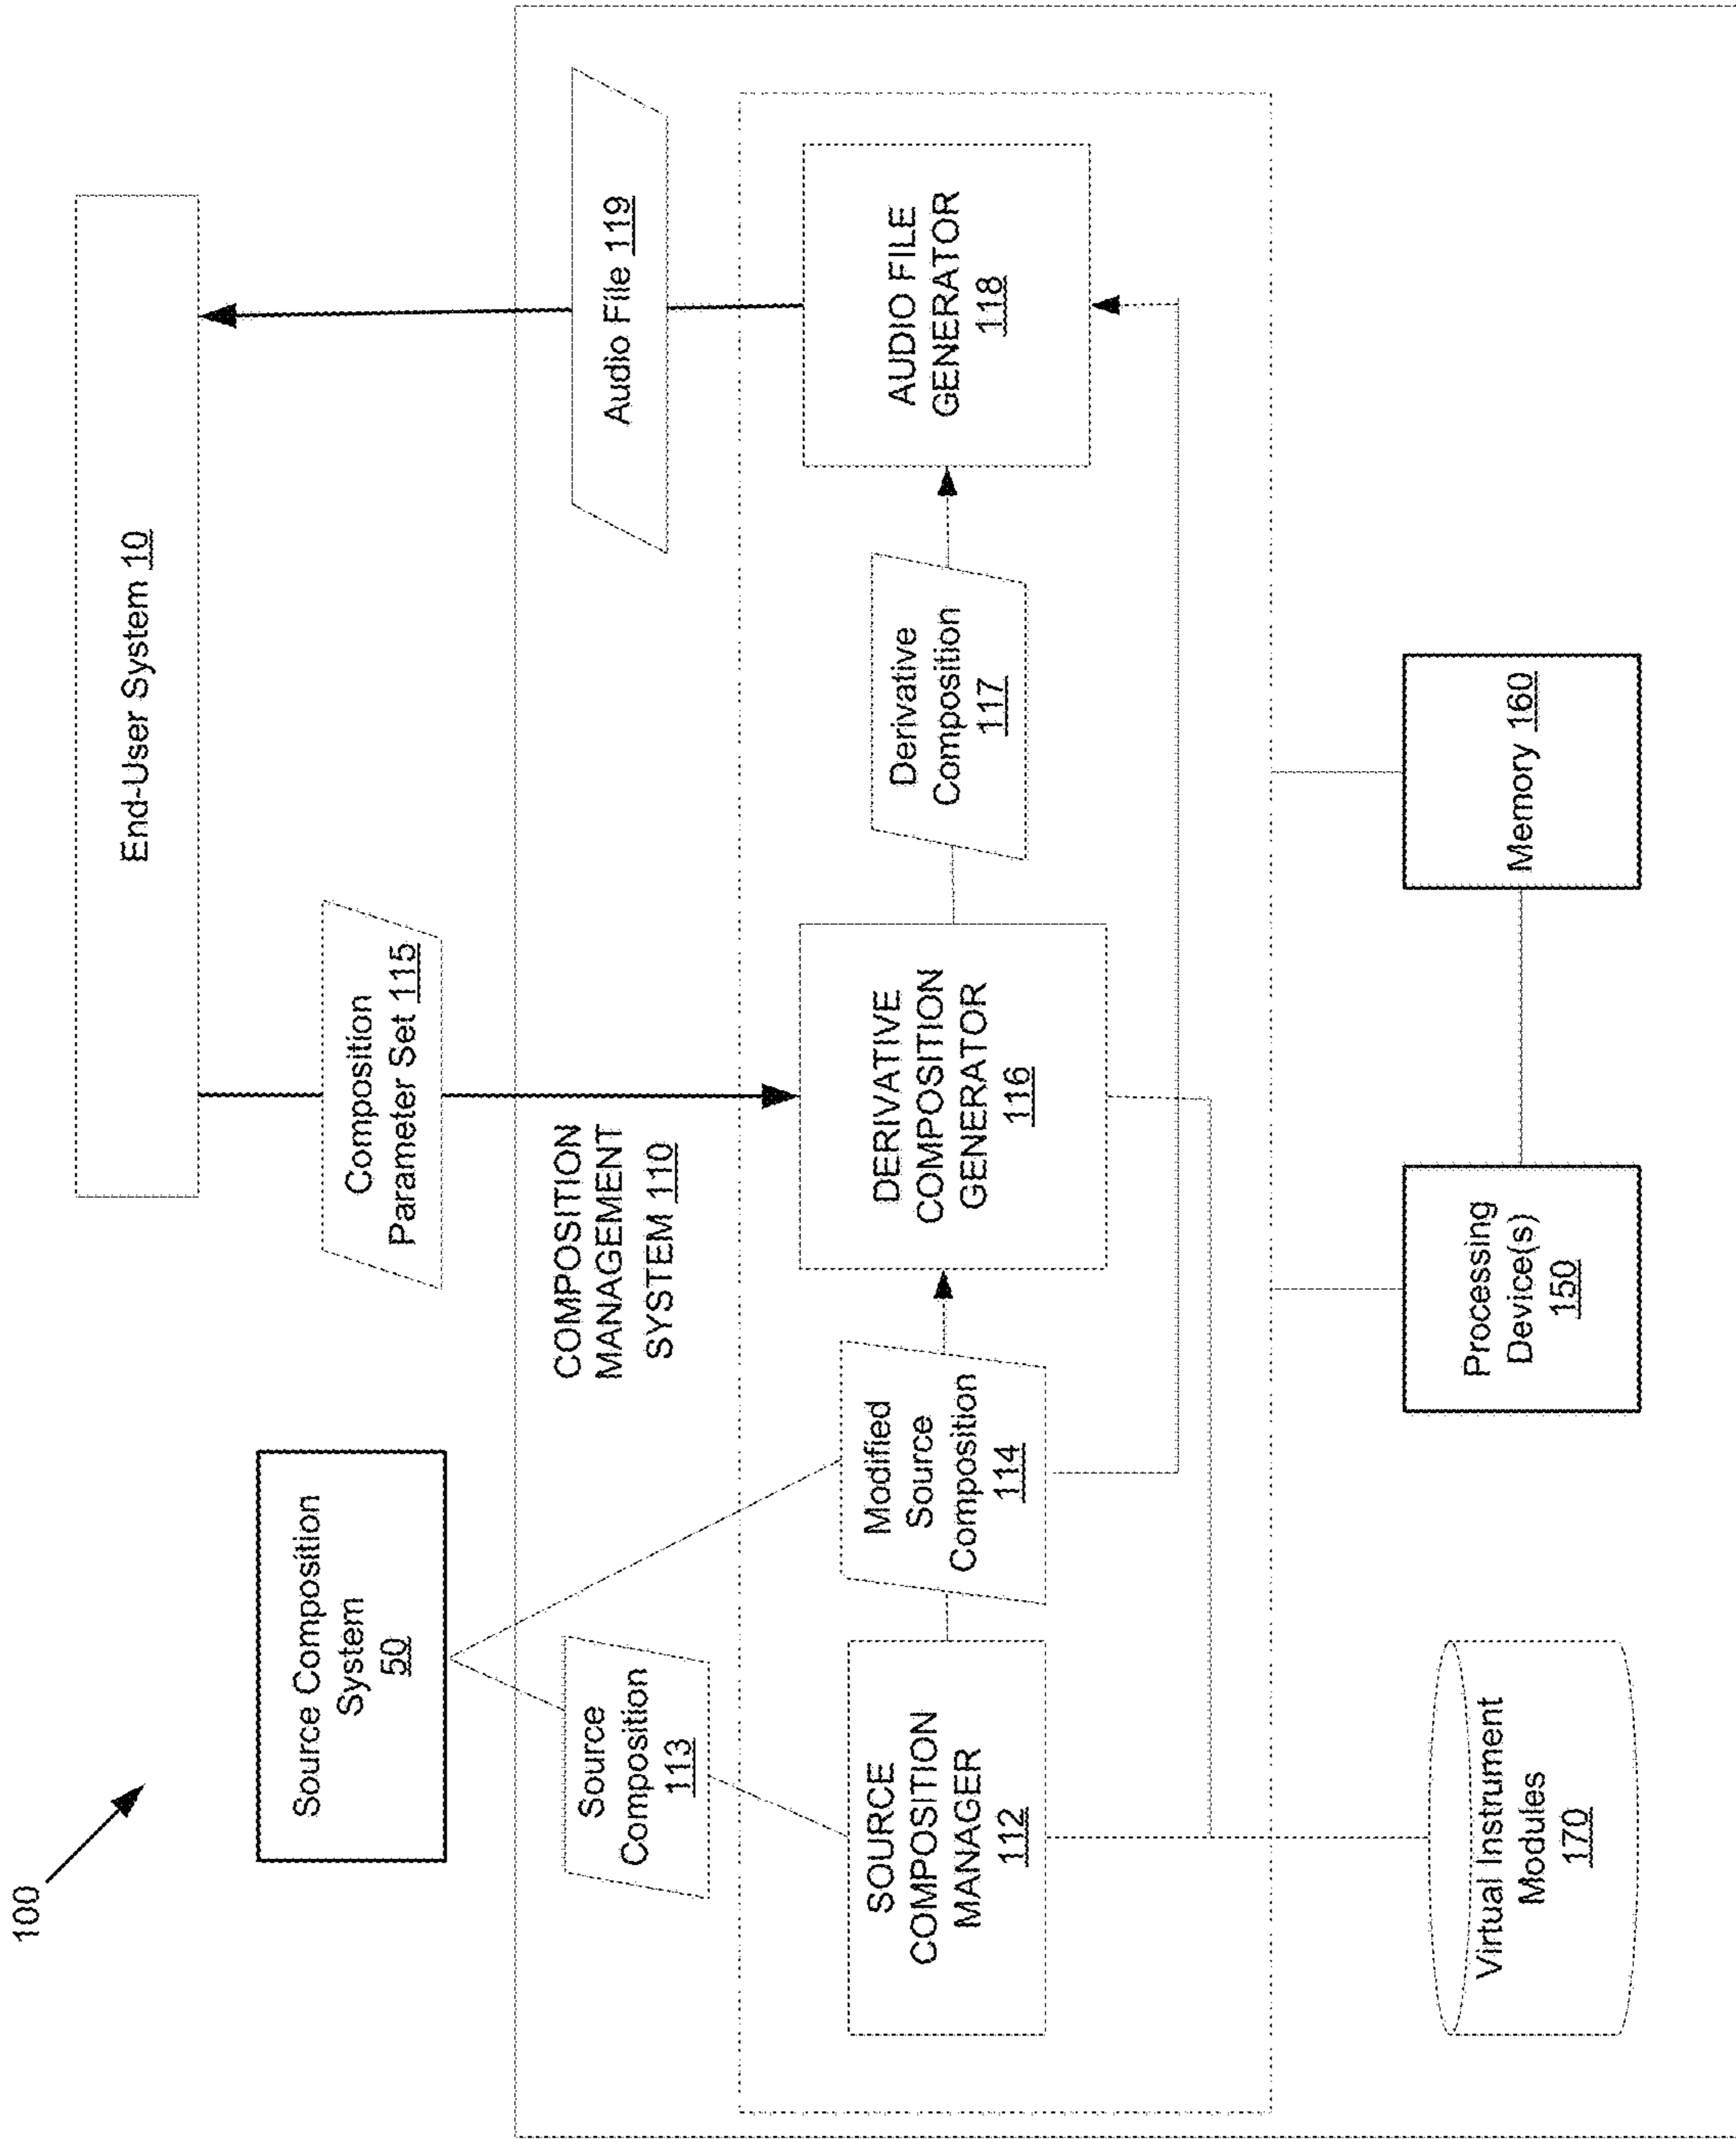 100
End-User System 10
Source Composition
System
50
Composition
Parameter Set 115
Audio File 119
Source
Composition
113
COMPOSITION
MANAGEMENT
SYSTEM 110
SOURCE
COMPOSITION
MANAGER
112
Modified
Source
Composition
114
DERIVATIVE
COMPOSITION
GENERATOR
116
Derivative
Composition
117
AUDIO FILE
GENERATOR
118
Virtual Instrument
Modules
170
Processing
Device(s)
150
Memory 160